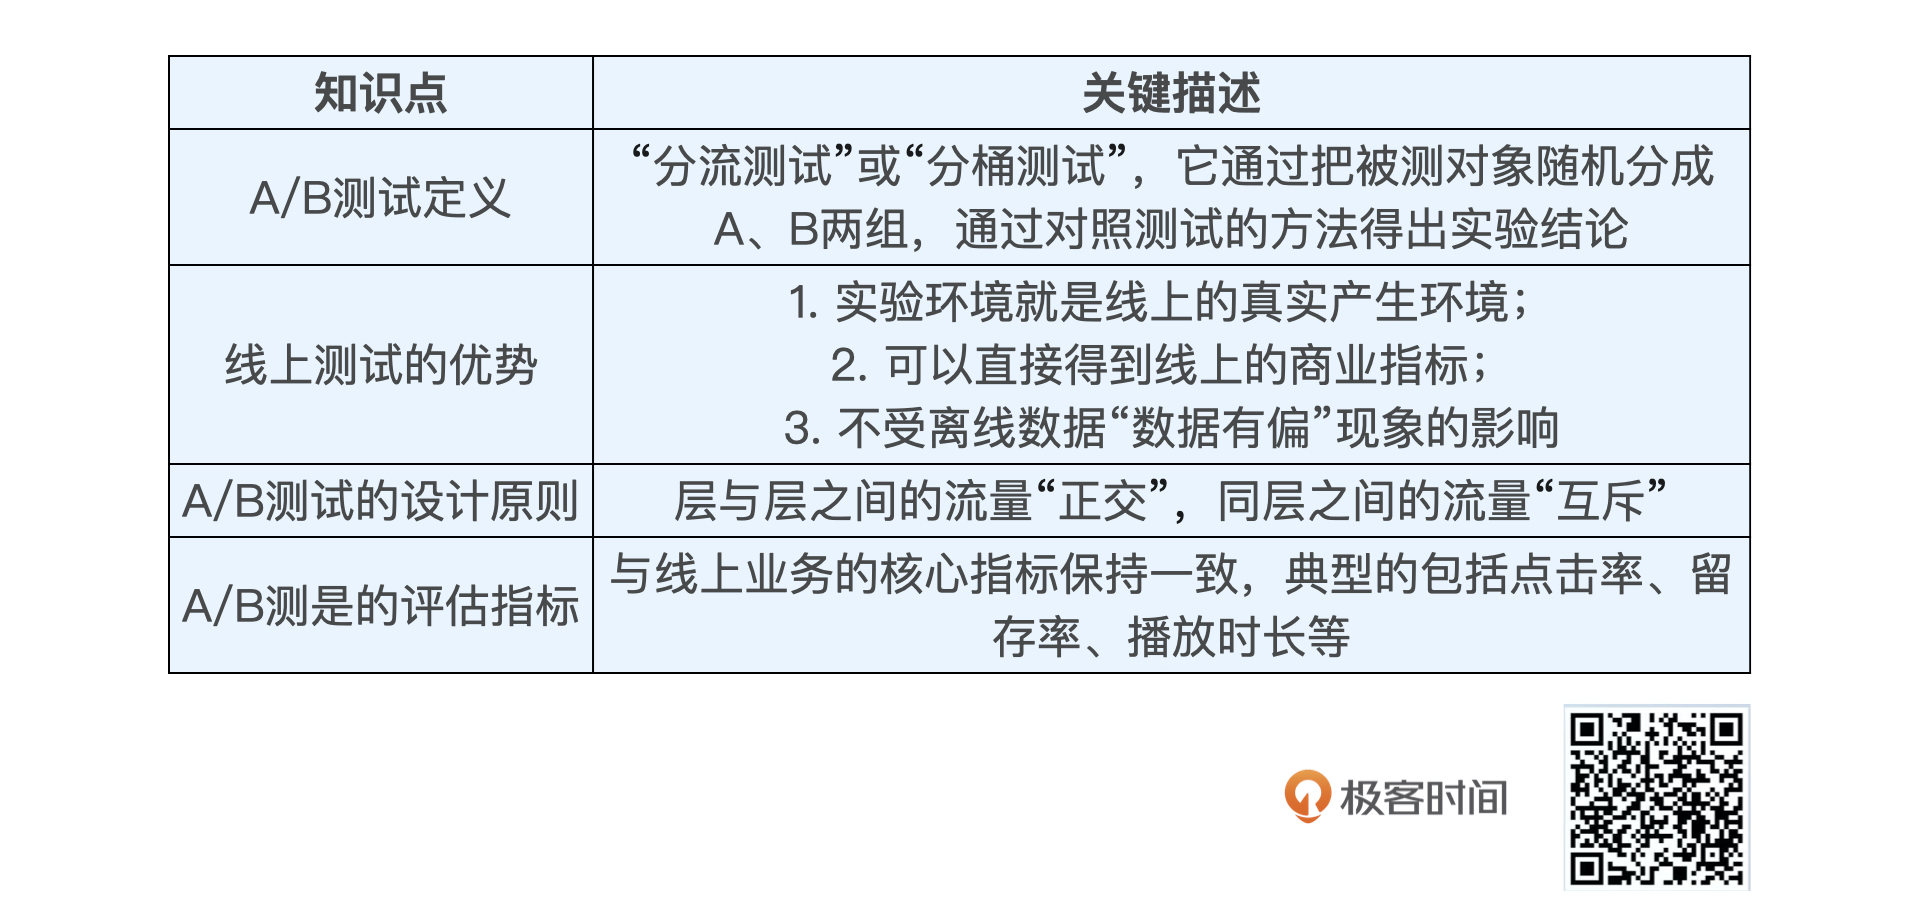 知识点
关键描述
A/B测试定义
“分流测试”或“分桶测试”，它通过把被测对象随机分成
A、B两组，通过对照测试的方法得出实验结论
线上测试的优势
1. 实验环境就是线上的真实产生环境；
2. 可以直接得到线上的商业指标；
3. 不受离线数据“数据有偏”现象的影响
A/B测试的设计原则
层与层之间的流量“正交”，同层之间的流量“互斥”
A/B测是的评估指标
与线上业务的核心指标保持一致，典型的包括点击率、留
存率、播放时长等
极客时间